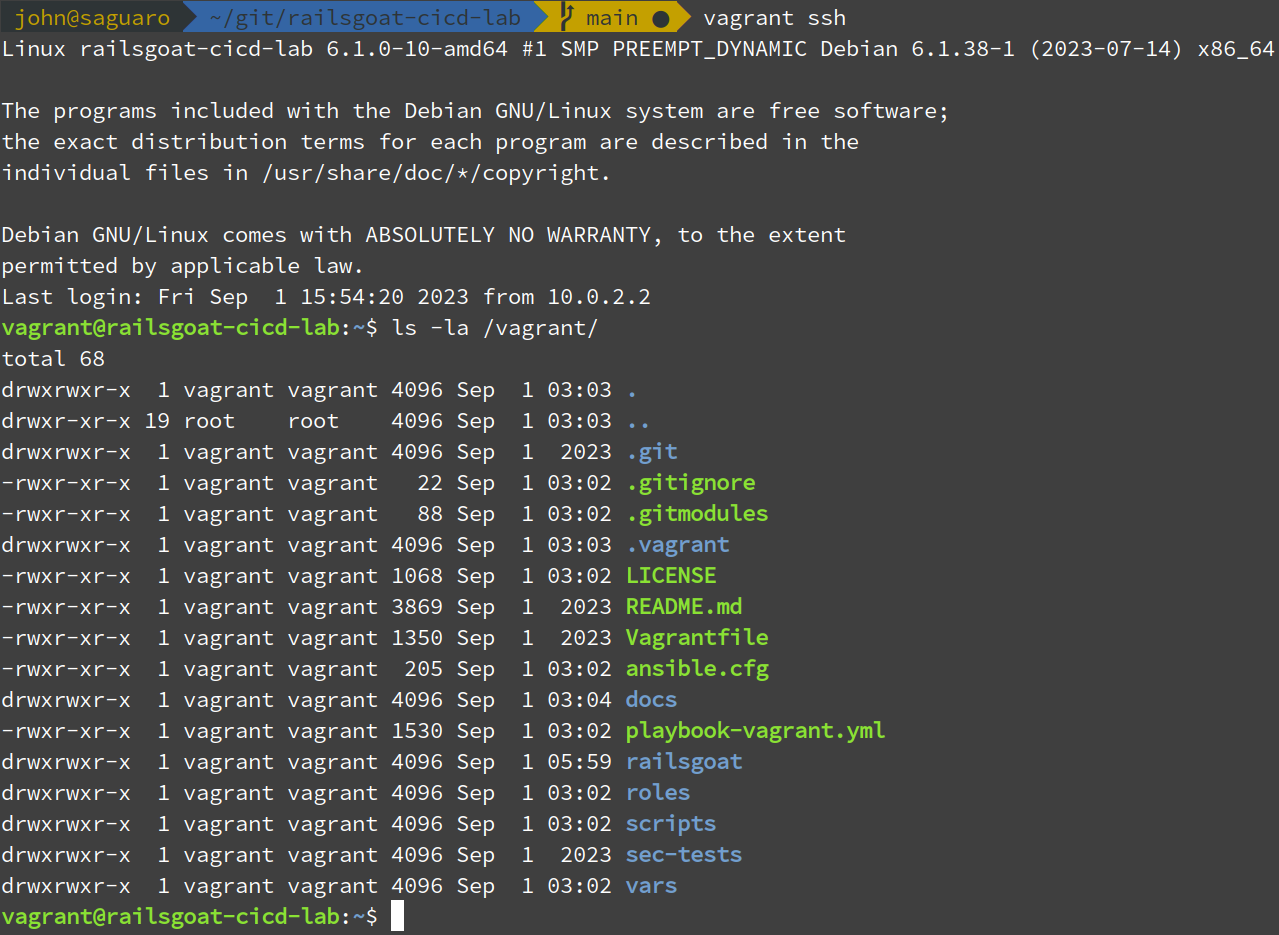 john@saguaro ~/git/railsgoat-cicd-lab main ● vagrant ssh
Linux railsgoat-cicd-lab 6.1.0-10-amd64 #1 SMP PREEMPT_DYNAMIC Debian 6.1.38-1 (2023-07-14) x86_64

The programs included with the Debian GNU/Linux system are free software;
the exact distribution terms for each program are described in the
individual files in /usr/share/doc/*/copyright.

Debian GNU/Linux comes with ABSOLUTELY NO WARRANTY, to the extent
permitted by applicable law.
Last login: Fri Sep  1 15:54:20 2023 from 10.0.2.2
vagrant@railsgoat-cicd-lab:~$ ls -la /vagrant/
total 68
drwxrwxr-x  1 vagrant vagrant 4096 Sep  1 03:03 .
drwxr-xr-x 19 root    root    4096 Sep  1 03:03 ..
drwxrwxr-x  1 vagrant vagrant 4096 Sep  1  2023 .git
-rwxr-xr-x  1 vagrant vagrant   22 Sep  1 03:02 .gitignore
-rwxr-xr-x  1 vagrant vagrant   88 Sep  1 03:02 .gitmodules
drwxrwxr-x  1 vagrant vagrant 4096 Sep  1 03:03 .vagrant
-rwxr-xr-x  1 vagrant vagrant 1068 Sep  1 03:02 LICENSE
-rwxr-xr-x  1 vagrant vagrant 3869 Sep  1  2023 README.md
-rwxr-xr-x  1 vagrant vagrant 1350 Sep  1  2023 Vagrantfile
-rwxr-xr-x  1 vagrant vagrant  205 Sep  1 03:02 ansible.cfg
drwxrwxr-x  1 vagrant vagrant 4096 Sep  1 03:04 docs
-rwxr-xr-x  1 vagrant vagrant 1530 Sep  1 03:02 playbook-vagrant.yml
drwxrwxr-x  1 vagrant vagrant 4096 Sep  1 05:59 railsgoat
drwxrwxr-x  1 vagrant vagrant 4096 Sep  1 03:02 roles
drwxrwxr-x  1 vagrant vagrant 4096 Sep  1 03:02 scripts
drwxrwxr-x  1 vagrant vagrant 4096 Sep  1  2023 sec-tests
drwxrwxr-x  1 vagrant vagrant 4096 Sep  1 03:02 vars
vagrant@railsgoat-cicd-lab:~$